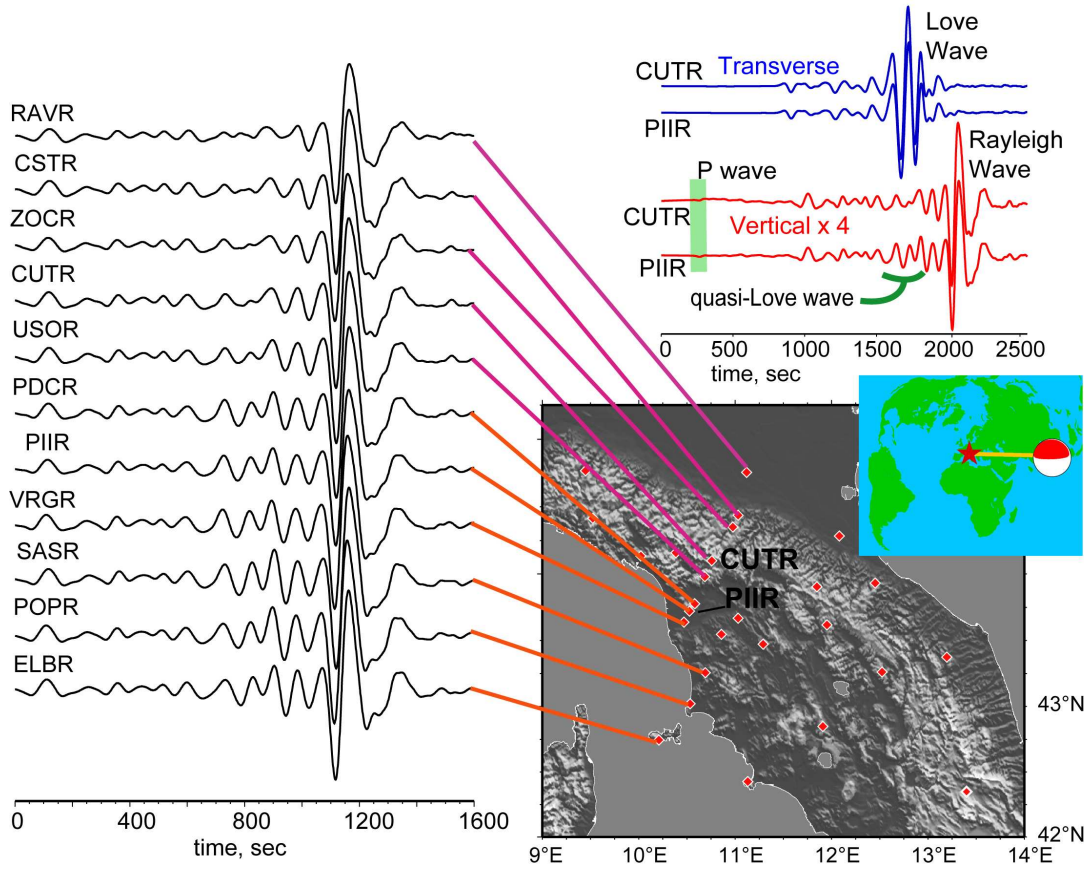 RAVR
CSTR
ZOCR
CUTR
USOR
PDCR
PIIR
VRGR
SASR
POPR
ELBR
0 400 800 1200 1600
time, sec
Love
Wave
CUTR Transverse
PIIR
Rayleigh
Wave
P wave
CUTR Vertical x 4
PIIR
quasi-Love wave
0 500 1000 1500 2000 2500
time, sec
CUTR
PIIR
43°N
42°N
9°E 10°E 11°E 12°E 13°E 14°E